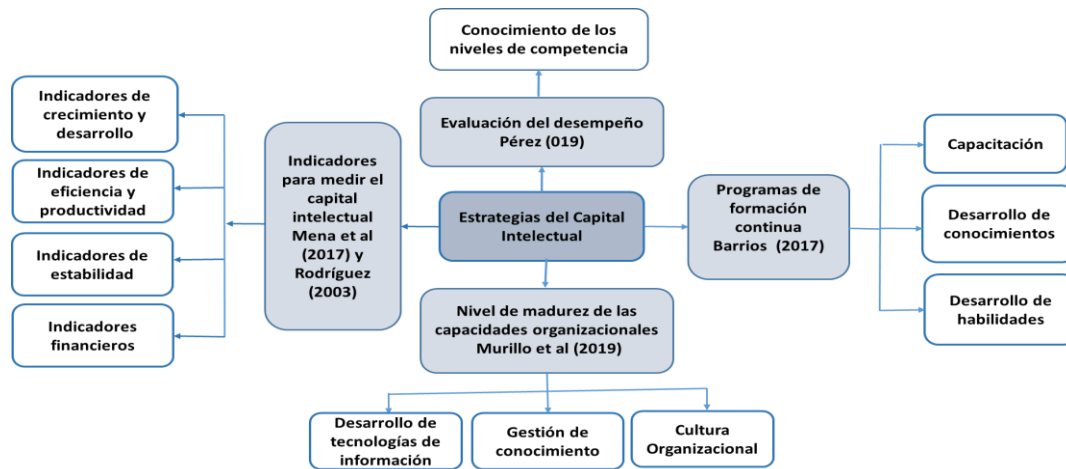 Conocimiento de los
niveles de competencia
Evaluación del desempeño
Pérez (019)
Estrategias del Capital
Intelectual
Indicadores
para medir el
capital
intelectual
Mena et al
(2017) y
Rodríguez
(2003)
Indicadores de
crecimiento y
desarrollo
Indicadores de
eficiencia y
productividad
Indicadores de
estabilidad
Indicadores
financieros
Programas de
formación
continua
Barrios (2017)
Capacitación
Desarrollo de
conocimientos
Desarrollo de
habilidades
Nivel de madurez de las
capacidades organizacionales
Murillo et al (2019)
Desarrollo de
tecnologías de
información
Gestión de
conocimiento
Cultura
Organizacional